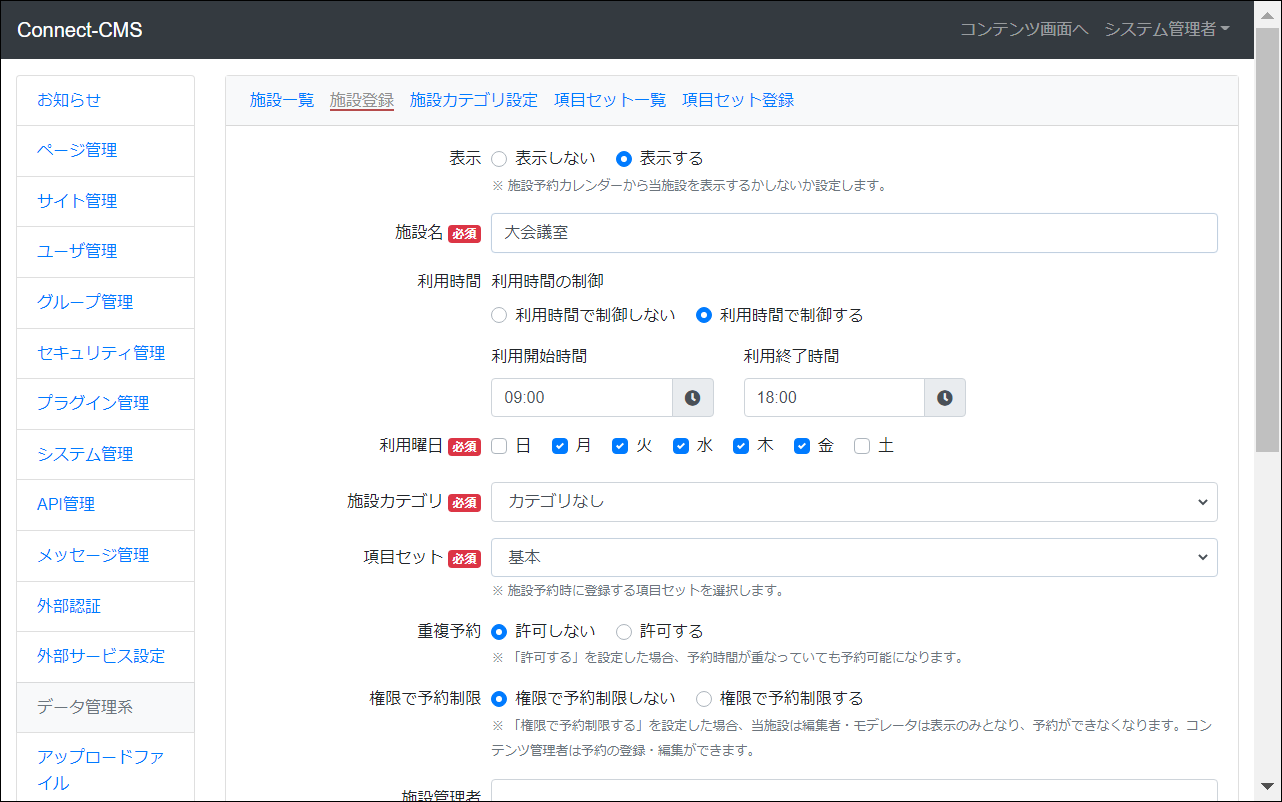 Connect-CMS
コンテンツ画面へ システム管理者
お知らせ
ページ管理
サイト管理
ユーザ管理
グループ管理
セキュリティ管理
プラグイン管理
システム管理
API管理
メッセージ管理
外部認証
外部サービス設定
データ管理系
アップロードファ
イル
施設一覧 施設登録 施設カテゴリ設定 項目セット一覧 項目セット登録
表示 表示しない 表示する
※ 施設予約カレンダーから当施設を表示するかしないか設定します。
施設名 必須 大会議室
利用時間 利用時間の制御
利用時間で制御しない 利用時間で制御する
利用開始時間 利用終了時間
09:00 18:00
利用曜日 必須 日 月 火 水 木 金 土
施設カテゴリ 必須 カテゴリなし
項目セット 必須 基本
※ 施設予約時に登録する項目セットを選択します。
重複予約 許可しない 許可する
※ 「許可する」を設定した場合、予約時間が重なっていても予約可能になります。
権限で予約制限 権限で予約制限しない 権限で予約制限する
※ 「権限で予約制限する」を設定した場合、当施設は編集者・モデレータは表示のみとなり、予約ができなくなります。コン
テンツ管理者は予約の登録・編集ができます。
施設管理者